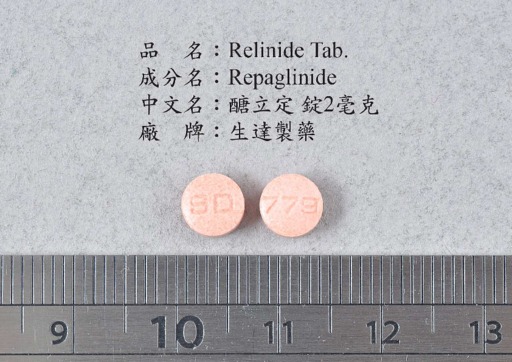 品　名：Relinide Tab.
成分名：Repaglinide
中文名：醣立定 錠2毫克
廠　牌：生達製藥
SD 779
9 10 11 12 13